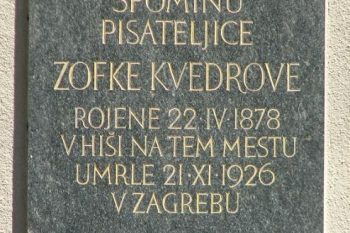 SPOMINU
PISATELJICE
ZOFKE KVEDROVE
ROJENE 22·IV·1878
V HIŠI NA TEM MESTU
UMRLE 21·XI·1926
V ZAGREBU